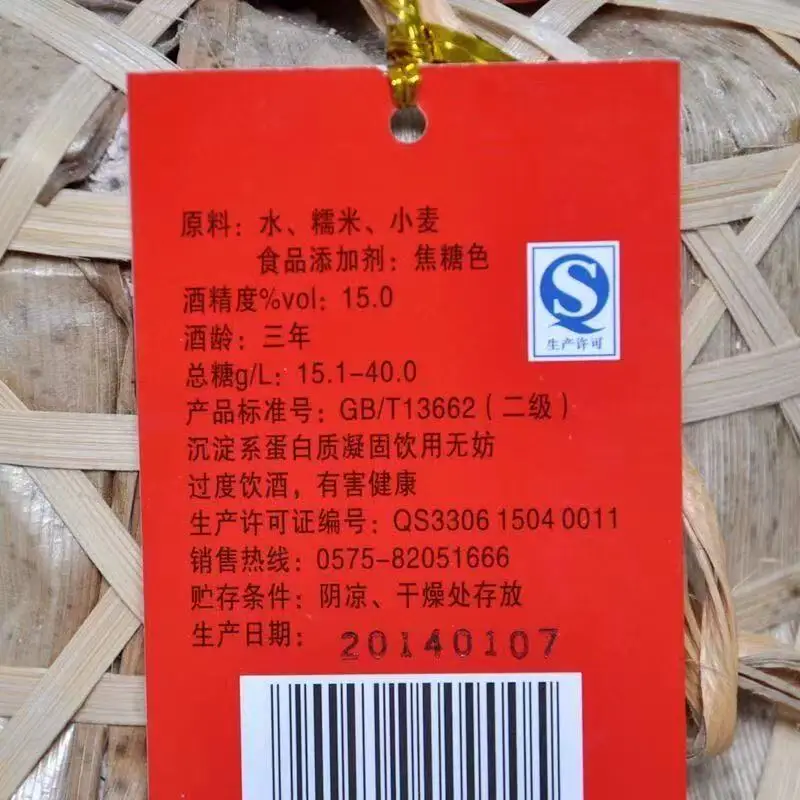 原料：水、糯米、小麦
食品添加剂：焦糖色
酒精度%vol：15.0
酒龄：三年
总糖g/L：15.1-40.0
产品标准号：GB/T13662（二级）
沉淀系蛋白质凝固饮用无妨
过度饮酒，有害健康
生产许可证编号：QS3306 1504 0011
销售热线：0575-82051666
贮存条件：阴凉、干燥处存放
生产日期：20140107
QS
生产许可